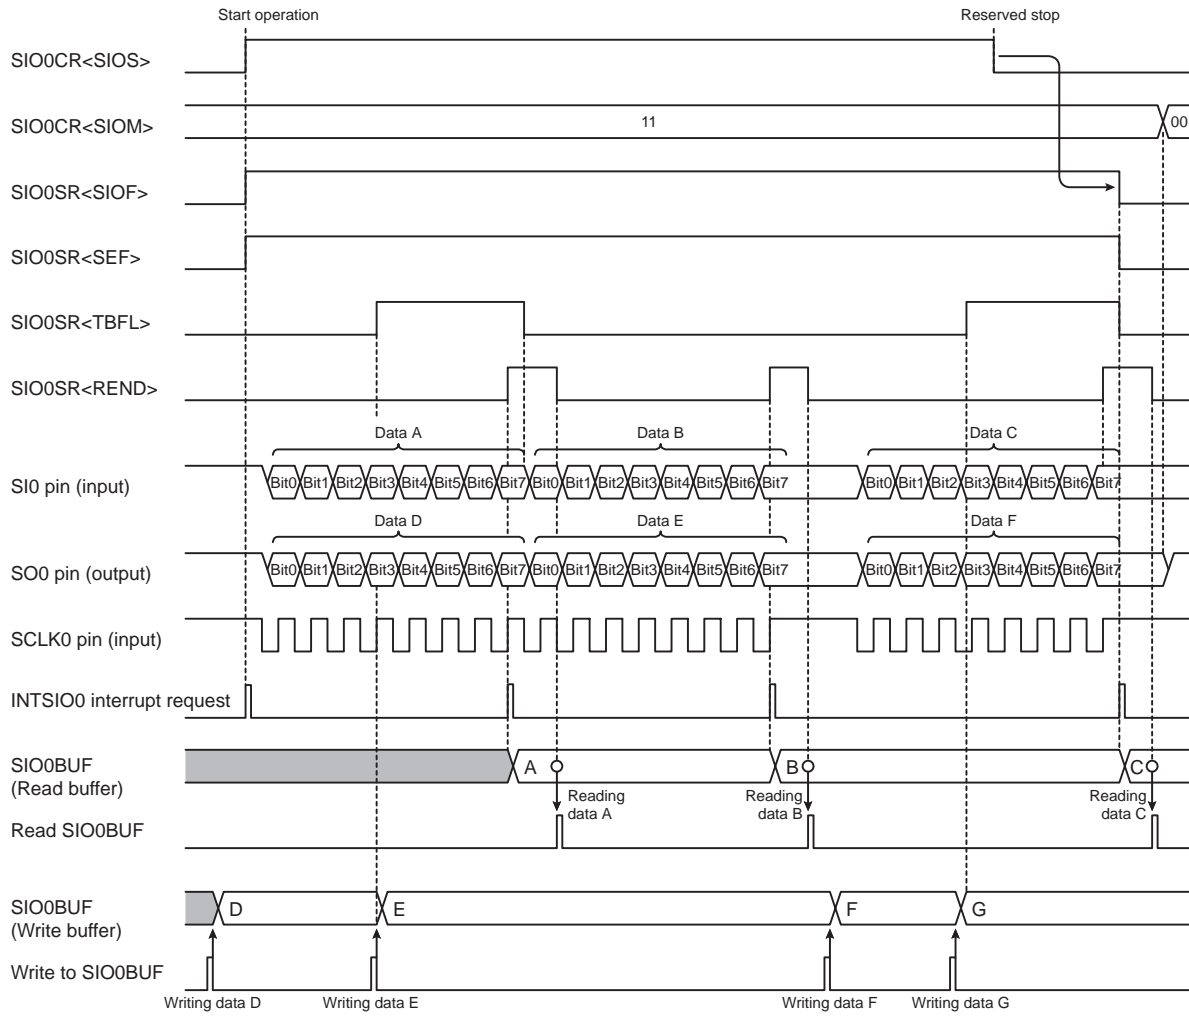 Start operation Reserved stop
SIO0CR<SIOS>
SIO0CR<SIOM> 11 00
SIO0SR<SIOF>
SIO0SR<SEF>
SIO0SR<TBFL>
SIO0SR<REND>
Data A Data B Data C
SI0 pin (input) Bit0 Bit1 Bit2 Bit3 Bit4 Bit5 Bit6 Bit7 Bit0 Bit1 Bit2 Bit3 Bit4 Bit5 Bit6 Bit7 Bit0 Bit1 Bit2 Bit3 Bit4 Bit5 Bit6 Bit7
Data D Data E Data F
SO0 pin (output) Bit0 Bit1 Bit2 Bit3 Bit4 Bit5 Bit6 Bit7 Bit0 Bit1 Bit2 Bit3 Bit4 Bit5 Bit6 Bit7 Bit0 Bit1 Bit2 Bit3 Bit4 Bit5 Bit6 Bit7
SCLK0 pin (input)
INTSIO0 interrupt request
SIO0BUF A B C
(Read buffer)
Reading Reading Reading
data A data B data C
Read SIO0BUF
SIO0BUF D E F G
(Write buffer)
Write to SIO0BUF
Writing data D Writing data E Writing data F Writing data G